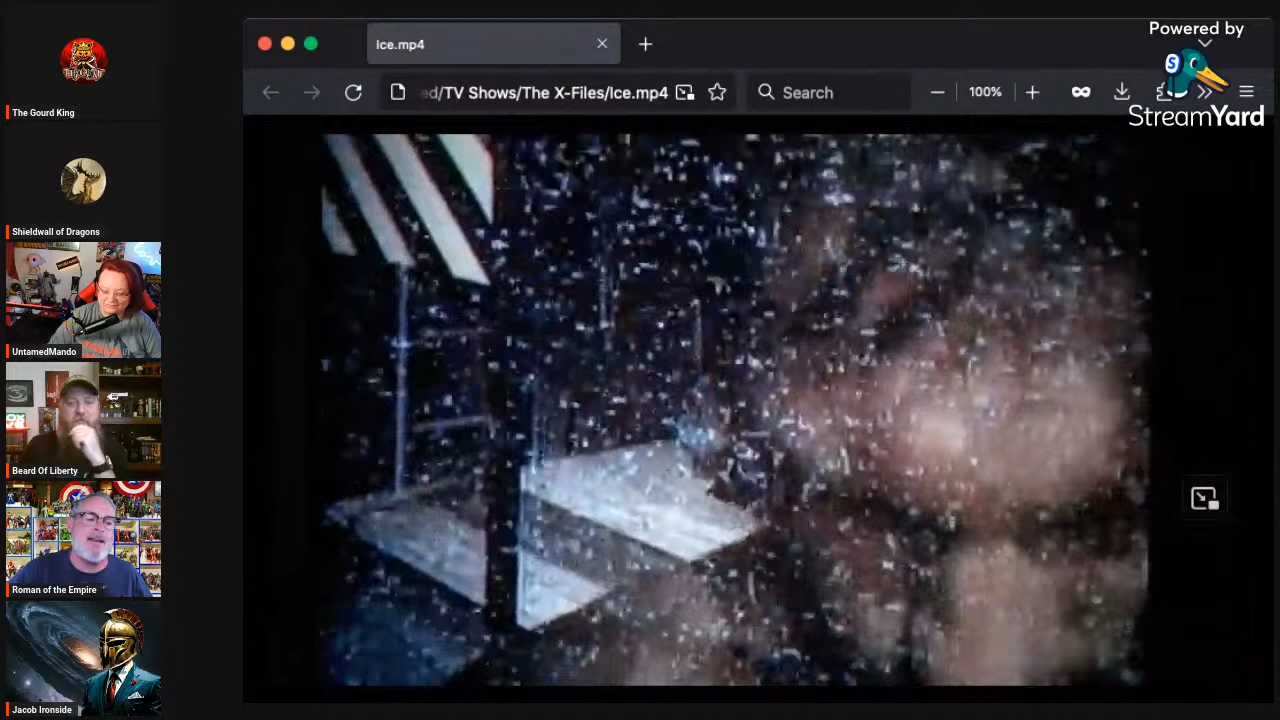 The Gourd King
Shieldwall of Dragons
UntamedMando
Beard Of Liberty
Roman of the Empire
Jacob Ironside
Ice.mp4
ed/TV Shows/The X-Files/Ice.mp4
Search
100%
Powered by
S
StreamYard